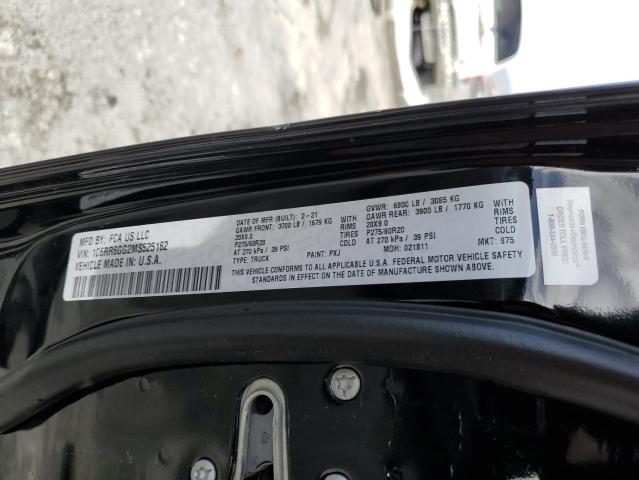 MFD BY: FCA US LLC
VIN: 1C6RR6GG2MS525162
VEHICLE MADE IN: U.S.A.
DATE OF MFR (BUILT): 2-21
GAWR FRONT: 3700 LB / 1679 KG WITH
20X9.0 RIMS
P275/60R20 TIRES
AT 270 kPa / 39 PSI
TYPE: TRUCK PAINT: PXJ
GVWR: 6800 LB / 3085 KG
GAWR REAR: 3900 LB / 1770 KG WITH
20X9.0 RIMS
P275/60R20 TIRES
AT 270 kPa / 39 PSI
MDH: 021811 MKT: 875
THIS VEHICLE CONFORMS TO ALL APPLICABLE U.S.A. FEDERAL MOTOR VEHICLE SAFETY
STANDARDS IN EFFECT ON THE DATE OF MANUFACTURE SHOWN ABOVE.
ORDER TOLL FREE: